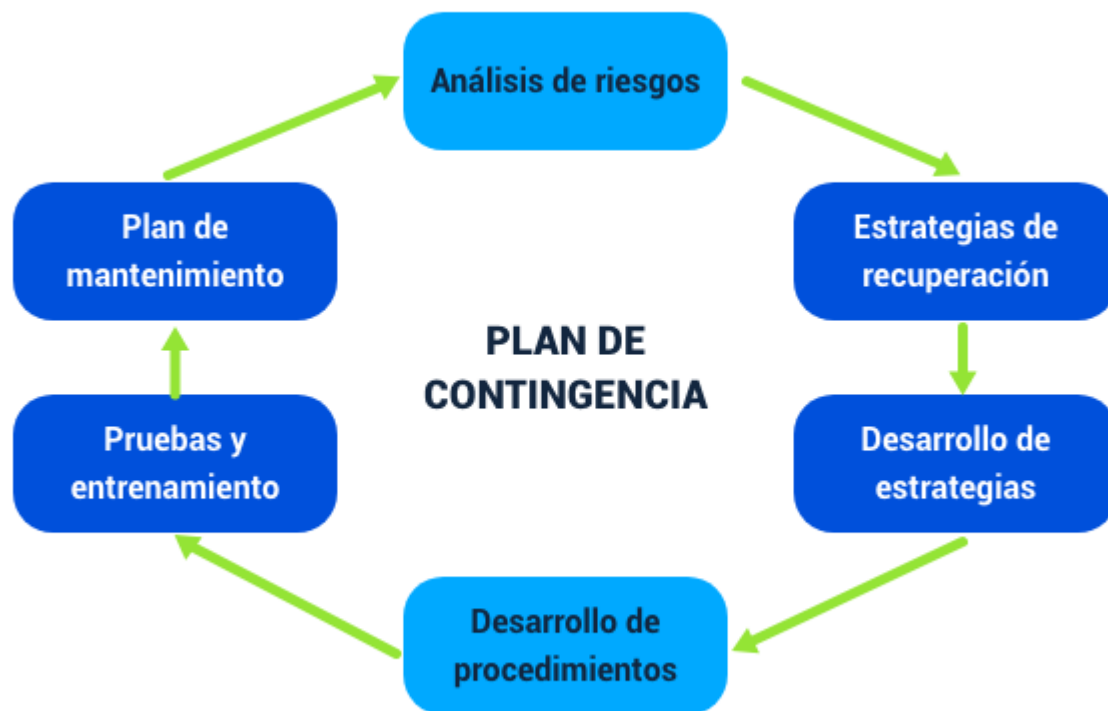 Análisis de riesgos
Estrategias de
recuperación
Desarrollo de
estrategias
Desarrollo de
procedimientos
Pruebas y
entrenamiento
Plan de
mantenimiento
PLAN DE
CONTINGENCIA